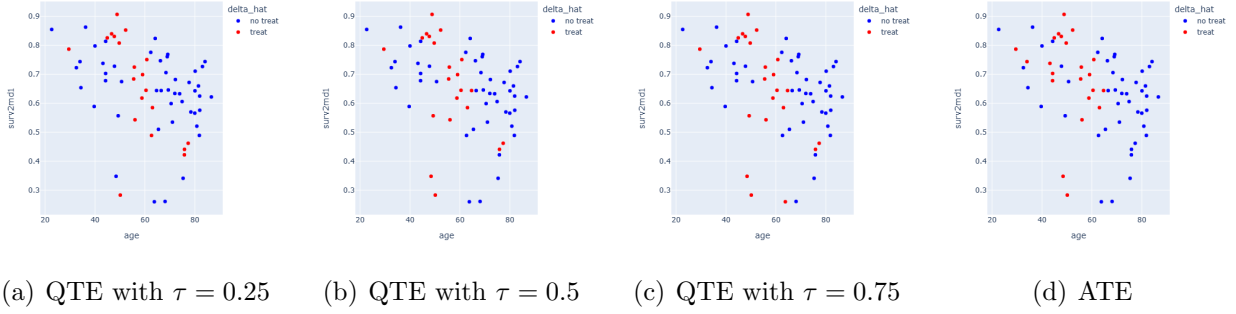 delta_hat
no treat
treat
0.9
0.8
0.7
0.6
0.5
0.4
0.3
surv2md1
20 40 60 80
age
delta_hat
no treat
treat
0.9
0.8
0.7
0.6
0.5
0.4
0.3
surv2md1
20 40 60 80
age
delta_hat
no treat
treat
0.9
0.8
0.7
0.6
0.5
0.4
0.3
surv2md1
20 40 60 80
age
delta_hat
no treat
treat
0.9
0.8
0.7
0.6
0.5
0.4
0.3
surv2md1
20 40 60 80
age
(a) QTE with τ = 0.25 (b) QTE with τ = 0.5 (c) QTE with τ = 0.75 (d) ATE